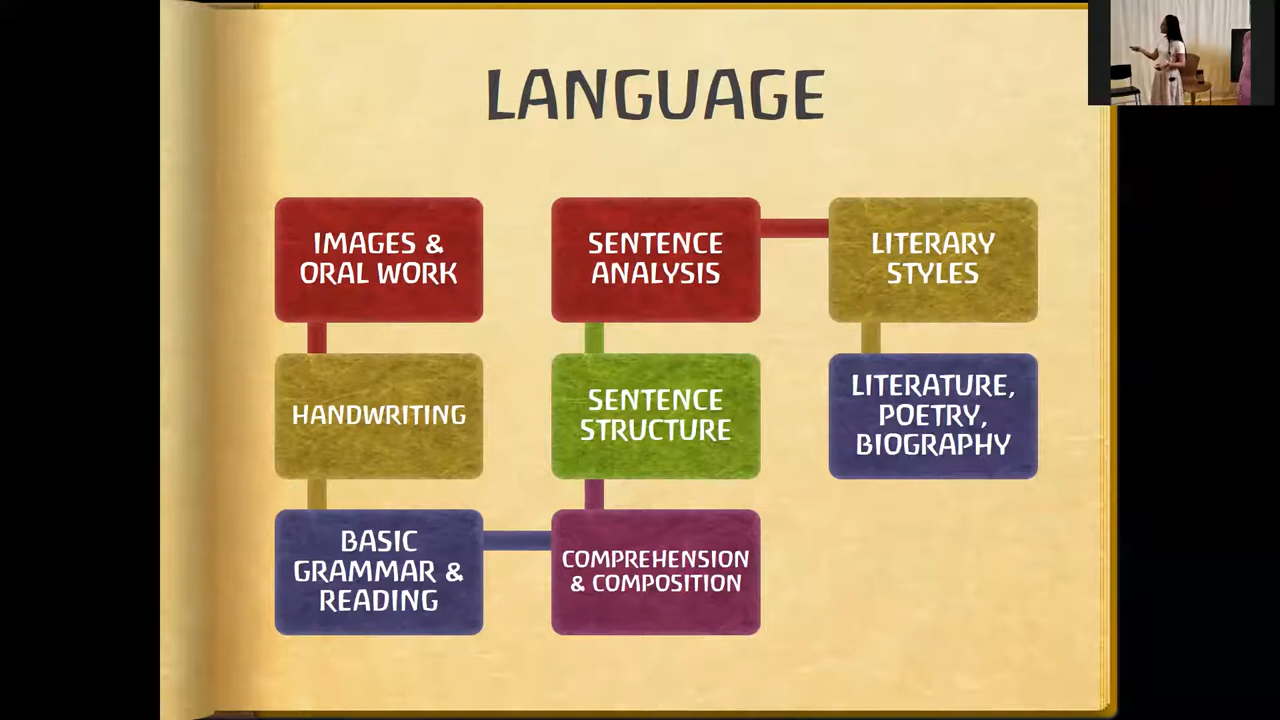 LANGUAGE
IMAGES &
ORAL WORK
HANDWRITING
BASIC
GRAMMAR &
READING
COMPREHENSION
& COMPOSITION
SENTENCE
STRUCTURE
SENTENCE
ANALYSIS
LITERARY
STYLES
LITERATURE,
POETRY,
BIOGRAPHY